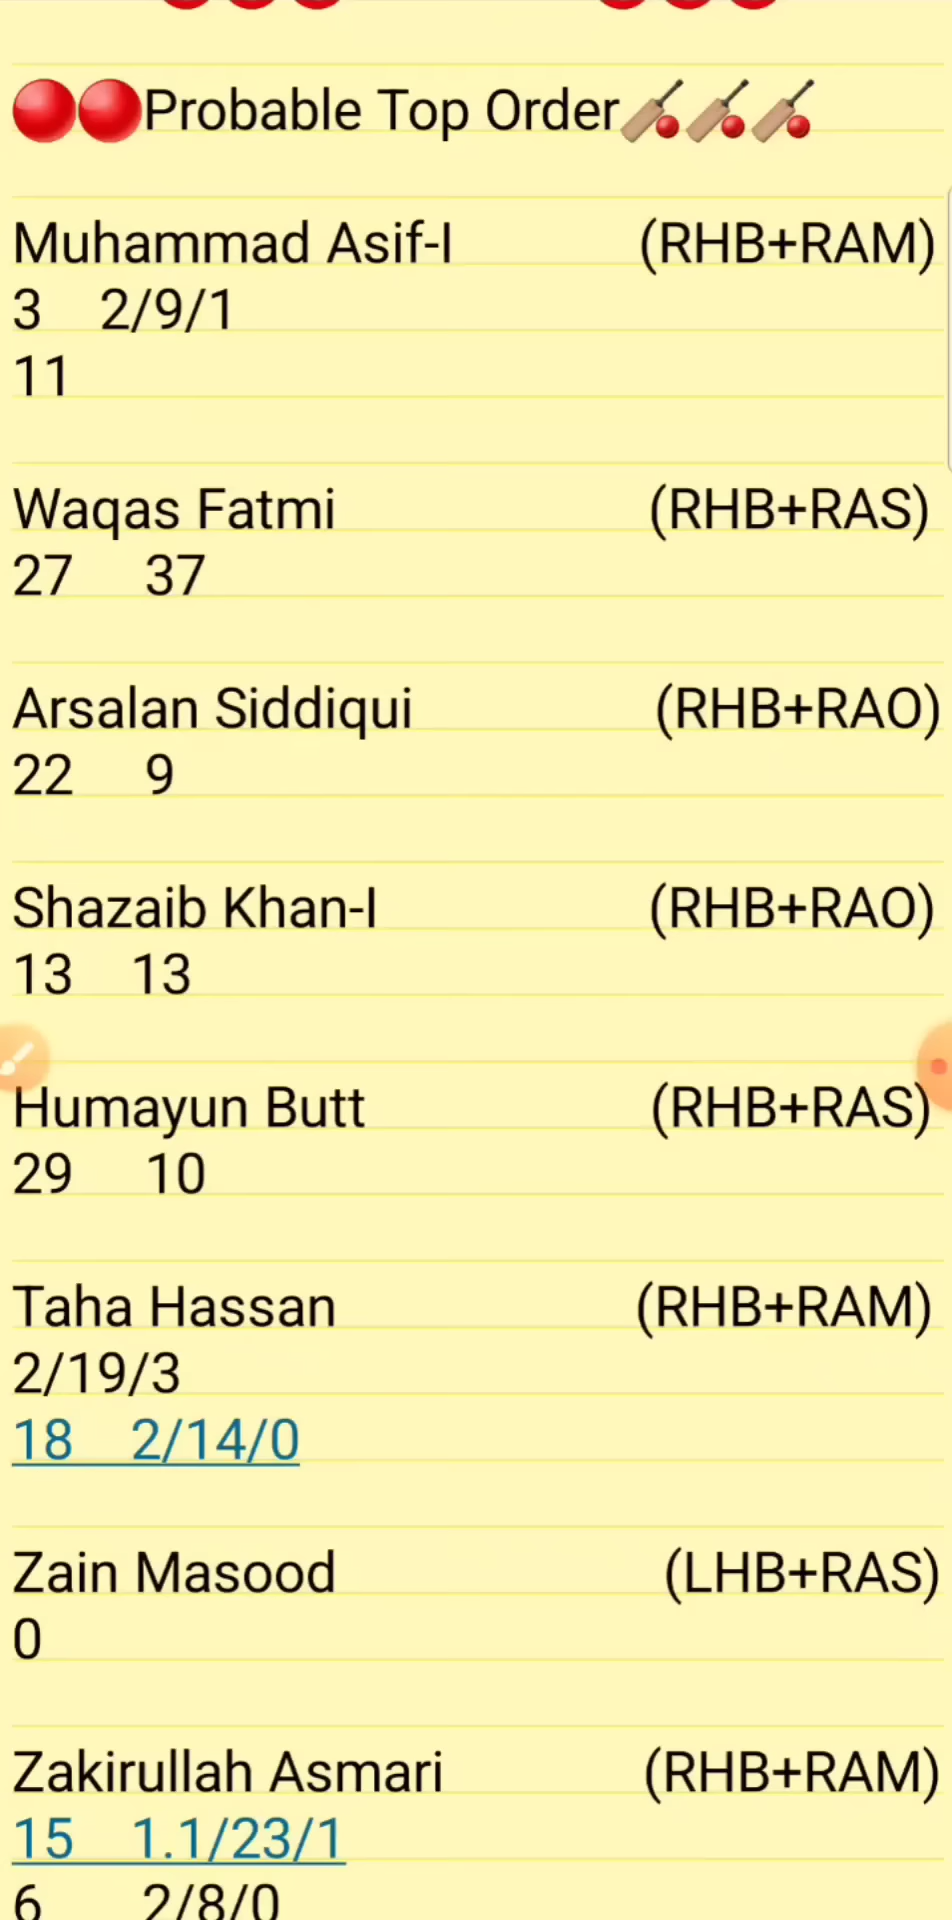 Probable Top Order
Muhammad Asif-I (RHB+RAM)
3 2/9/1
11
Waqas Fatmi (RHB+RAS)
27 37
Arsalan Siddiqui (RHB+RAO)
22 9
Shazaib Khan-I (RHB+RAO)
13 13
Humayun Butt (RHB+RAS)
29 10
Taha Hassan (RHB+RAM)
2/19/3
18 2/14/0
Zain Masood (LHB+RAS)
0
Zakirullah Asmari (RHB+RAM)
15 1.1/23/1
6 2/8/0